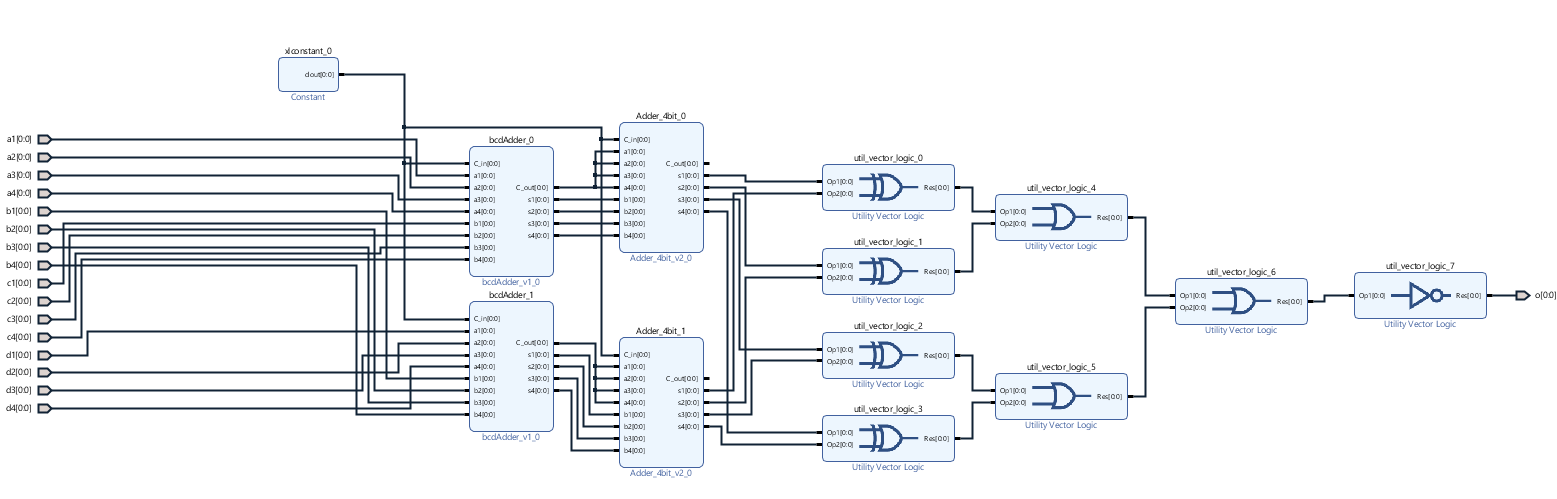 xlconstant_0
dout[0:0]
Constant
a1[0:0]
a2[0:0]
a3[0:0]
a4[0:0]
b1[0:0]
b2[0:0]
b3[0:0]
b4[0:0]
c1[0:0]
c2[0:0]
c3[0:0]
c4[0:0]
d1[0:0]
d2[0:0]
d3[0:0]
d4[0:0]
bcdAdder_0
C_in[0:0]
a1[0:0]
a2[0:0]
a3[0:0]
a4[0:0]
b1[0:0]
b2[0:0]
b3[0:0]
b4[0:0]
C_out[0:0]
s1[0:0]
s2[0:0]
s3[0:0]
s4[0:0]
bcdAdder_v1_0
bcdAdder_1
C_in[0:0]
a1[0:0]
a2[0:0]
a3[0:0]
a4[0:0]
b1[0:0]
b2[0:0]
b3[0:0]
b4[0:0]
C_out[0:0]
s1[0:0]
s2[0:0]
s3[0:0]
s4[0:0]
bcdAdder_v1_0
Adder_4bit_0
C_in[0:0]
a1[0:0]
a2[0:0]
a3[0:0]
a4[0:0]
b1[0:0]
b2[0:0]
b3[0:0]
b4[0:0]
C_out[0:0]
s1[0:0]
s2[0:0]
s3[0:0]
s4[0:0]
Adder_4bit_v2_0
Adder_4bit_1
C_in[0:0]
a1[0:0]
a2[0:0]
a3[0:0]
a4[0:0]
b1[0:0]
b2[0:0]
b3[0:0]
b4[0:0]
C_out[0:0]
s1[0:0]
s2[0:0]
s3[0:0]
s4[0:0]
Adder_4bit_v2_0
util_vector_logic_0
Op1[0:0]
Op2[0:0]
Res[0:0]
Utility Vector Logic
util_vector_logic_1
Op1[0:0]
Op2[0:0]
Res[0:0]
Utility Vector Logic
util_vector_logic_2
Op1[0:0]
Op2[0:0]
Res[0:0]
Utility Vector Logic
util_vector_logic_3
Op1[0:0]
Op2[0:0]
Res[0:0]
Utility Vector Logic
util_vector_logic_4
Op1[0:0]
Op2[0:0]
Res[0:0]
Utility Vector Logic
util_vector_logic_5
Op1[0:0]
Op2[0:0]
Res[0:0]
Utility Vector Logic
util_vector_logic_6
Op1[0:0]
Op2[0:0]
Res[0:0]
Utility Vector Logic
util_vector_logic_7
Op1[0:0]
Res[0:0]
Utility Vector Logic
o[0:0]